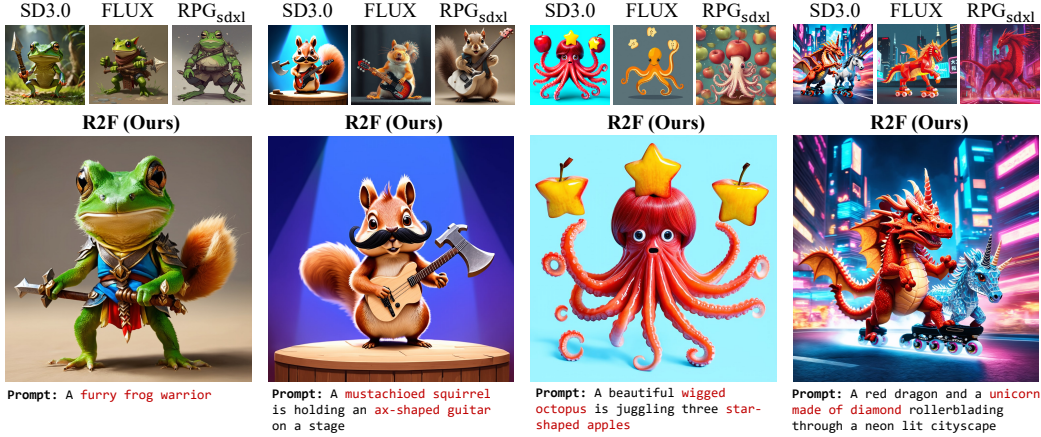 SD3.0 FLUX RPGsdxl
R2F (Ours)
Prompt: A furry frog warrior
SD3.0 FLUX RPGsdxl
R2F (Ours)
Prompt: A mustachioed squirrel
is holding an ax-shaped guitar
on a stage
SD3.0 FLUX RPGsdxl
R2F (Ours)
Prompt: A beautiful wigged
octopus is juggling three star-
shaped apples
SD3.0 FLUX RPGsdxl
R2F (Ours)
Prompt: A red dragon and a unicorn
made of diamond rollerblading
through a neon lit cityscape